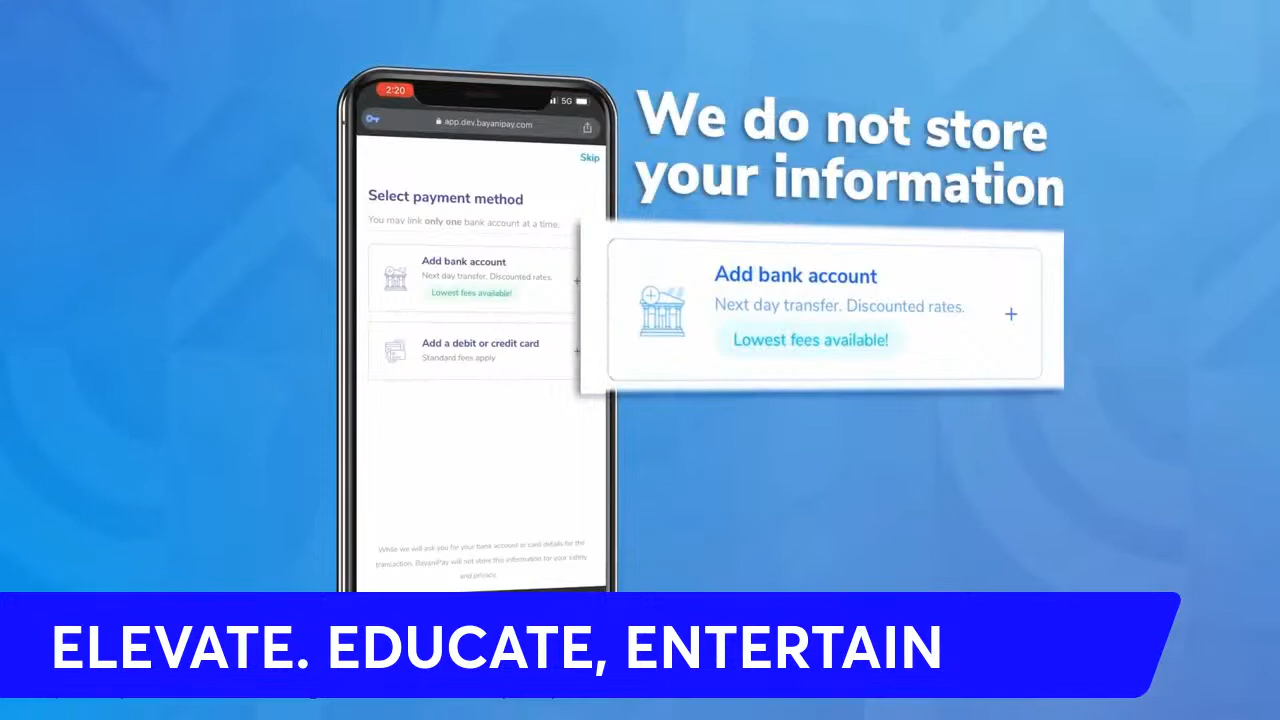 2:20
5G
app.dev.bayanipay.com
Skip
Select payment method
You may link only one bank account at a time.
Add bank account
Next day transfer. Discounted rates.
Lowest fees available!
+
Add a debit or credit card
Standard fees apply
+
While we will ask you for your bank account or card details for the
transaction, BayaniPay will not store this information for your safety
and privacy.
We do not store
your information
Add bank account
Next day transfer. Discounted rates.
+
Lowest fees available!
ELEVATE. EDUCATE, ENTERTAIN